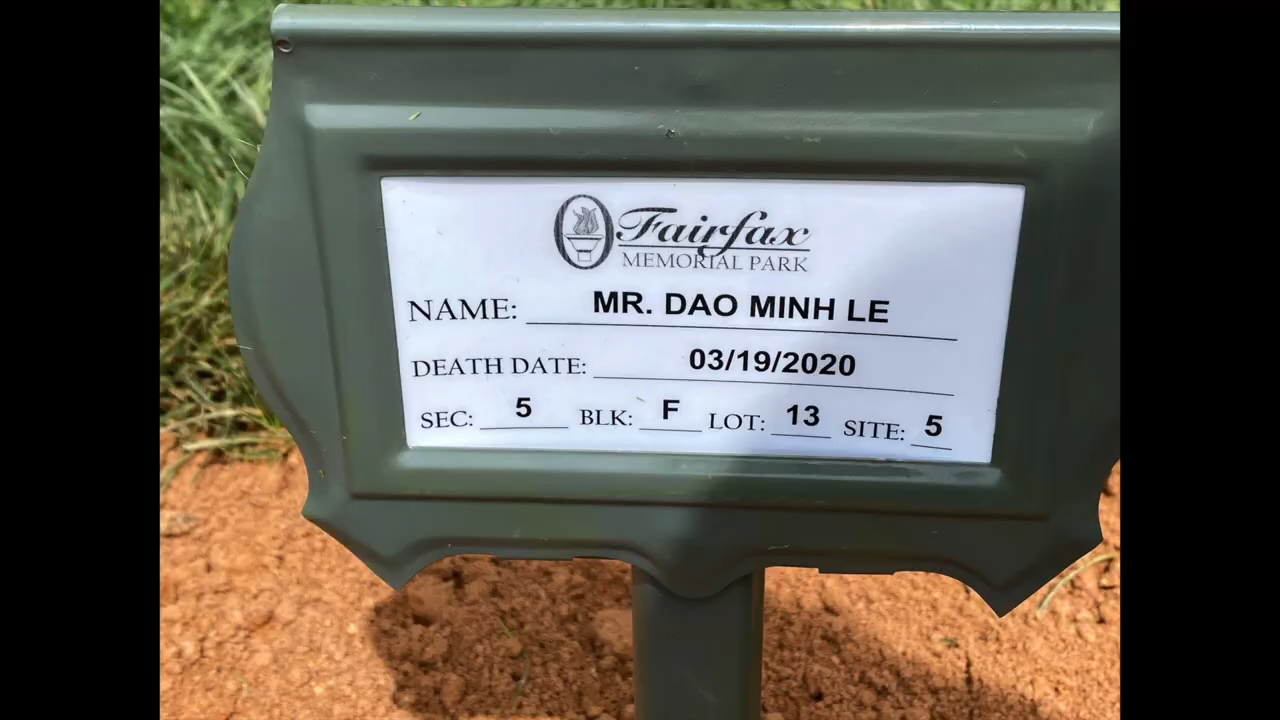 Fairfax
MEMORIAL PARK
NAME: MR. DAO MINH LE
DEATH DATE: 03/19/2020
SEC: 5 BLK: F LOT: 13 SITE: 5